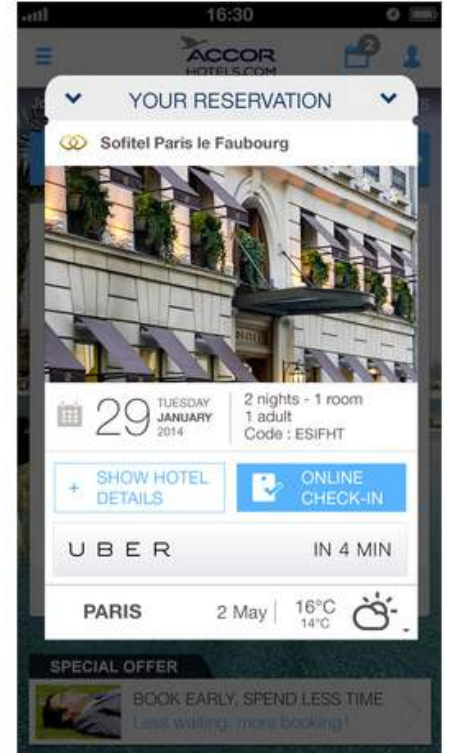 16:30
ACCOR
HOTELS.COM
2
YOUR RESERVATION
Sofitel Paris le Faubourg
29
TUESDAY
JANUARY
2014
2 nights - 1 room
1 adult
Code : ESIFHT
+ SHOW HOTEL
DETAILS
ONLINE
CHECK-IN
UBER IN 4 MIN
PARIS 2 May 16°C
14°C
SPECIAL OFFER
BOOK EARLY, SPEND LESS TIME
Less waiting, more booking!